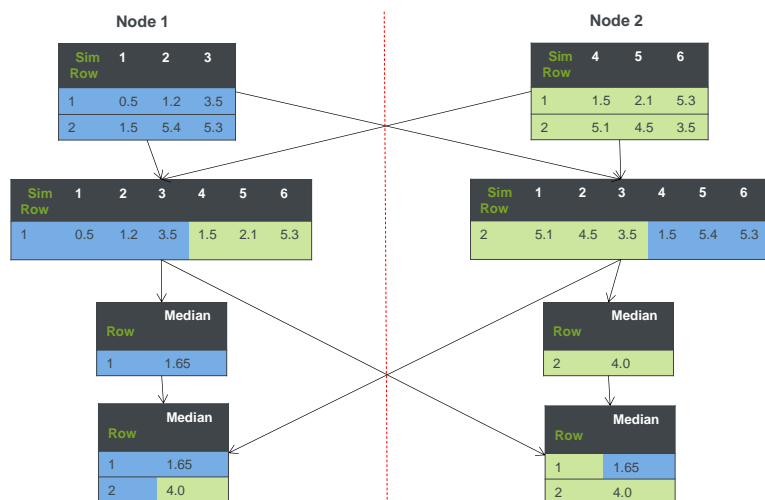 Node 1
Node 2
Sim 1 2 3
Row
1 0.5 1.2 3.5
2 1.5 5.4 5.3
Sim 4 5 6
Row
1 1.5 2.1 5.3
2 5.1 4.5 3.5
Sim 1 2 3 4 5 6
Row
1 0.5 1.2 3.5 1.5 2.1 5.3
Sim 1 2 3 4 5 6
Row
2 5.1 4.5 3.5 1.5 5.4 5.3
Median
Row
1 1.65
Median
Row
2 4.0
Median
Row
1 1.65
2 4.0
Median
Row
1 1.65
2 4.0